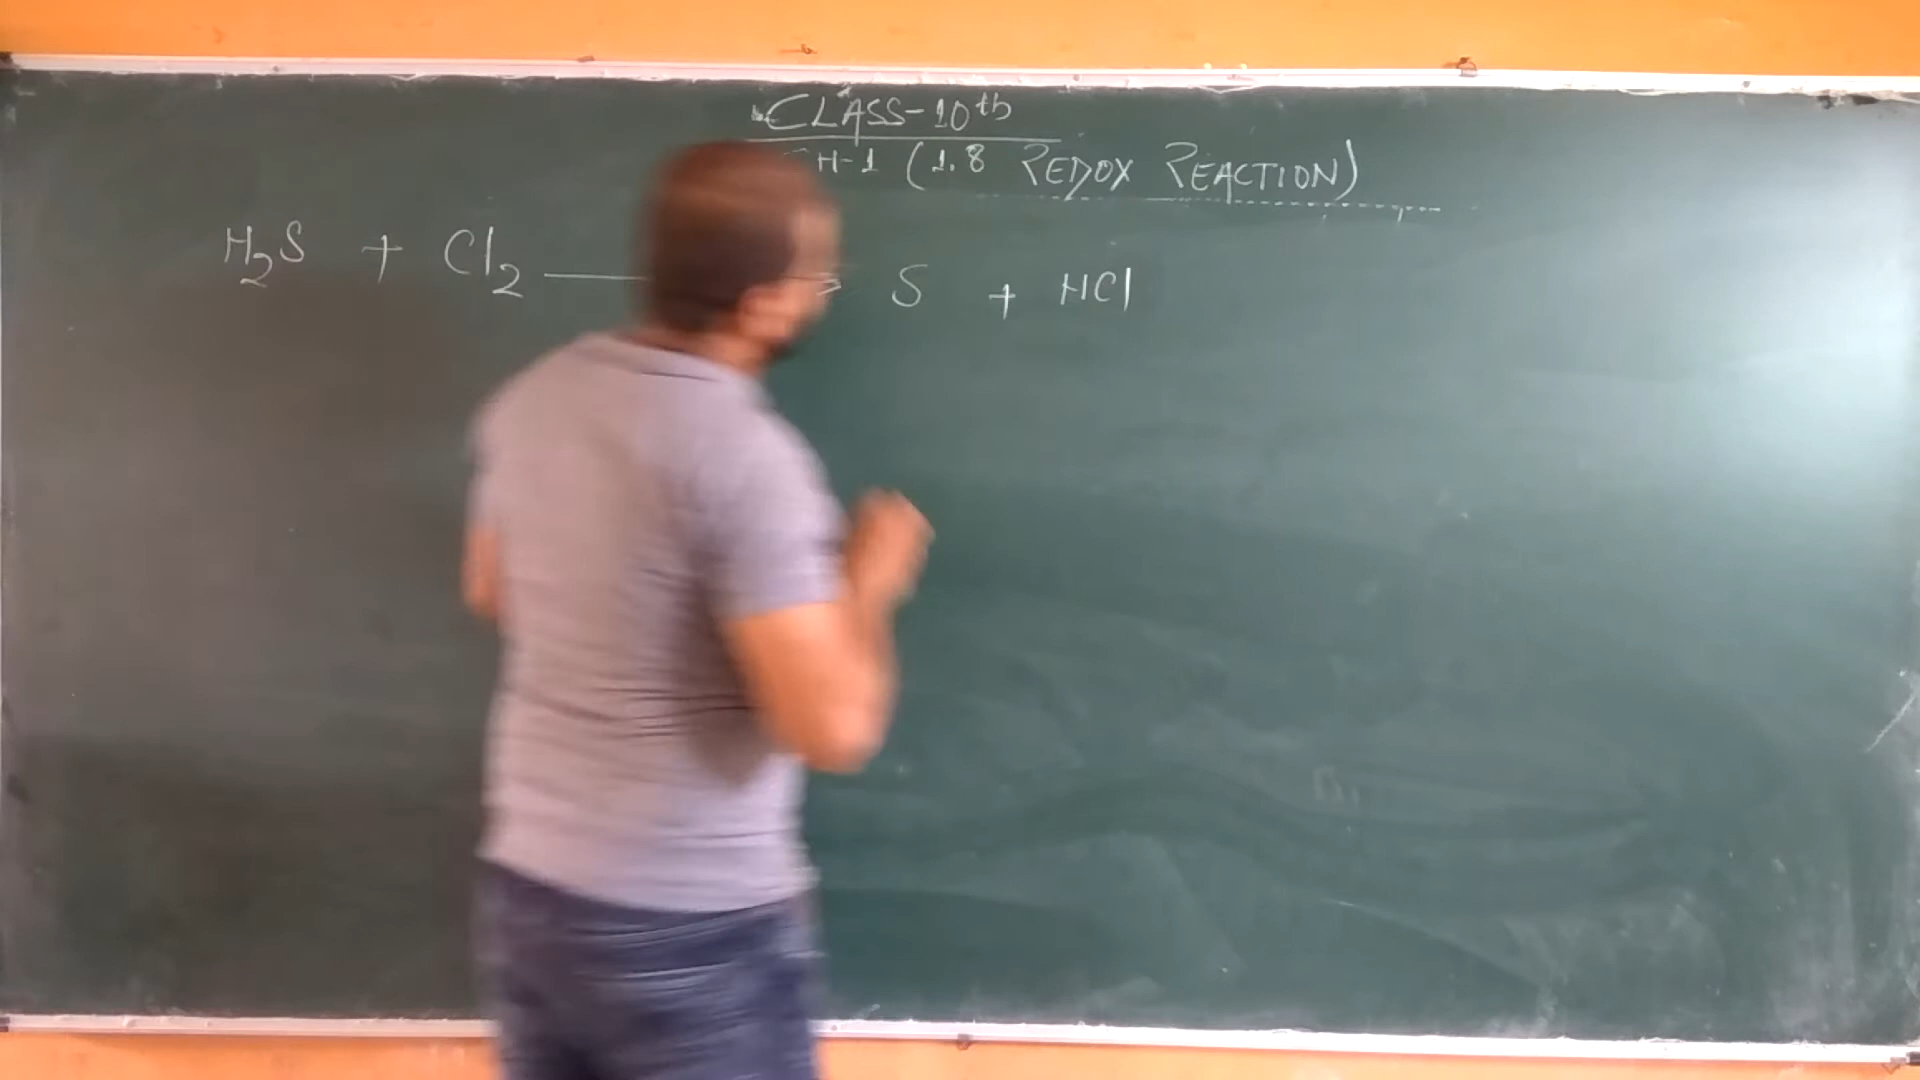 CLASS-10th
H-1 (1.8 REDOX REACTION)
H2S + Cl2 → S + HCl